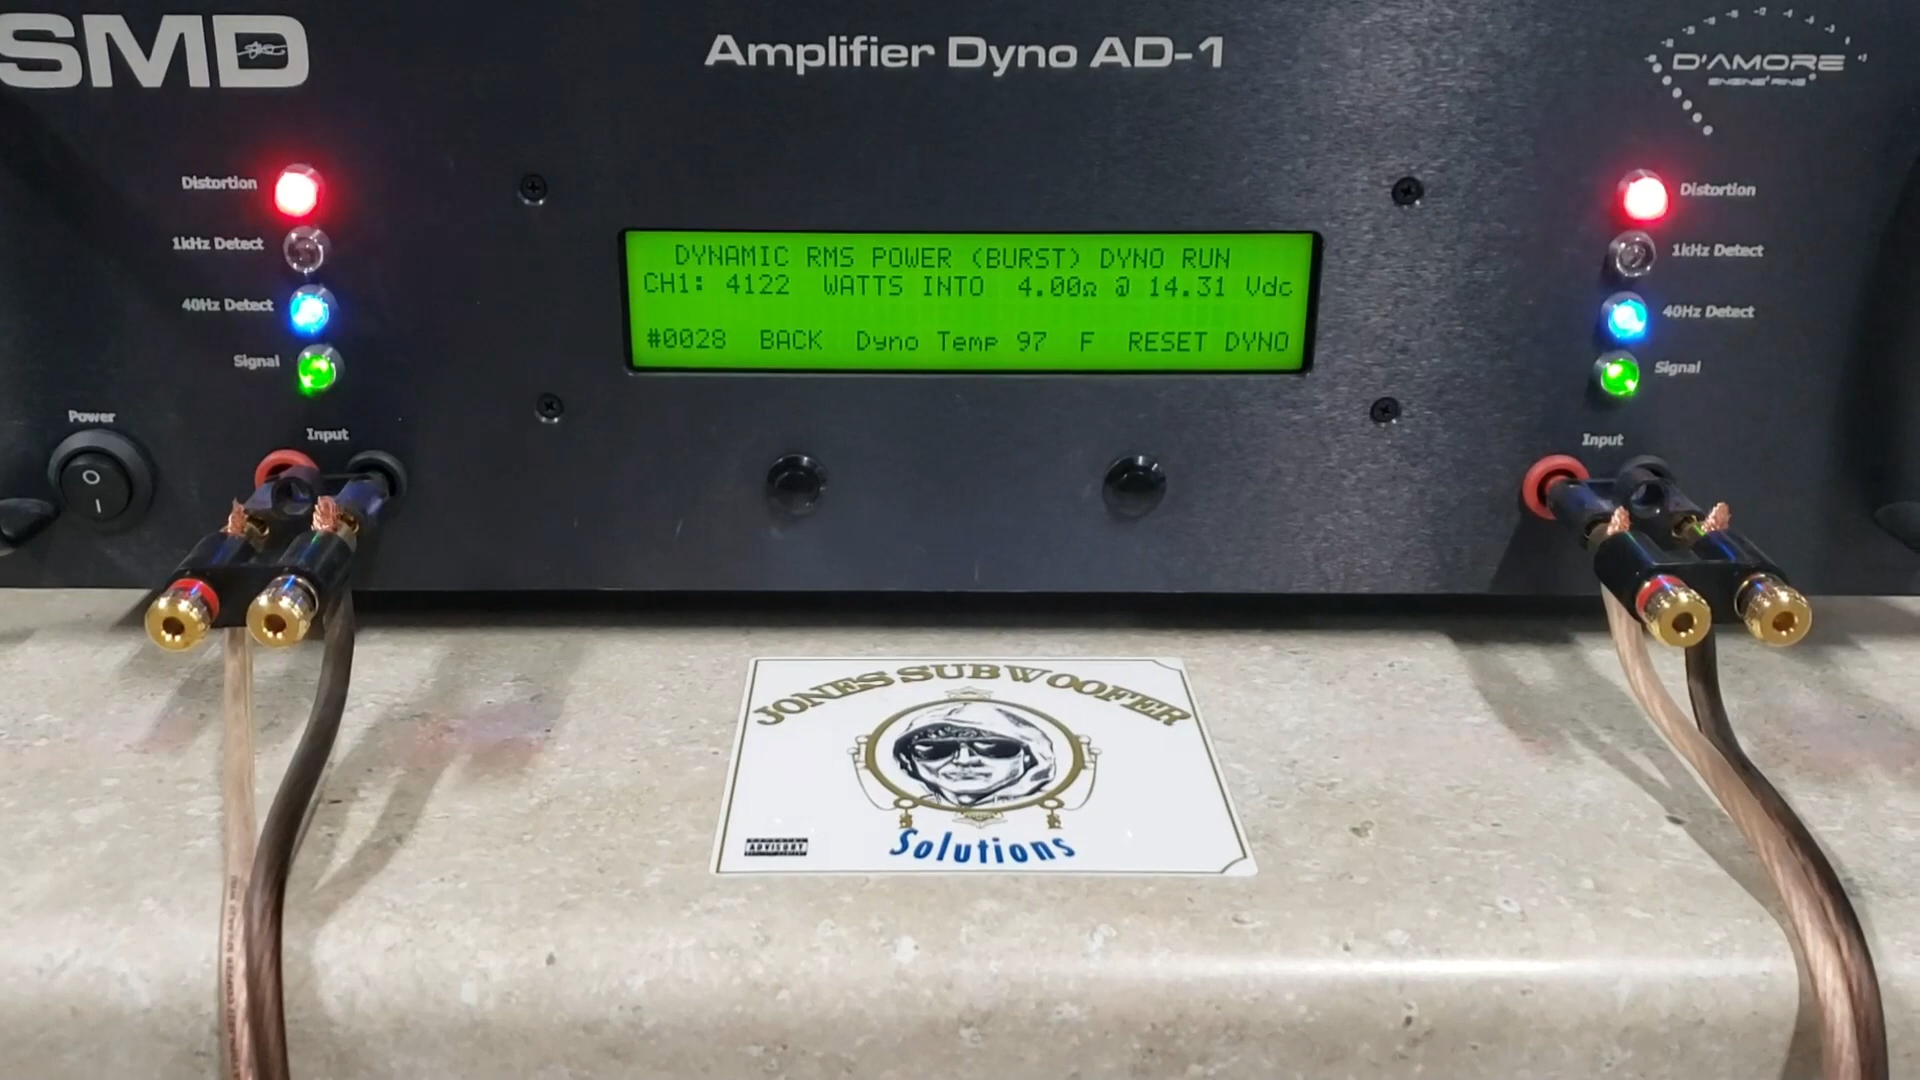 SMD
Amplifier Dyno AD-1
D'AMORE
ENGINEERING
Distortion
1kHz Detect
40Hz Detect
Signal
Power
Input
DYNAMIC RMS POWER (BURST) DYNO RUN
CH1: 4122 WATTS INTO 4.00Ω @ 14.31 Vdc
#0028 BACK Dyno Temp 97 F RESET DYNO
Distortion
1kHz Detect
40Hz Detect
Signal
Input
O
I
JONES SUBWOOFER
Solutions
ADVISORY